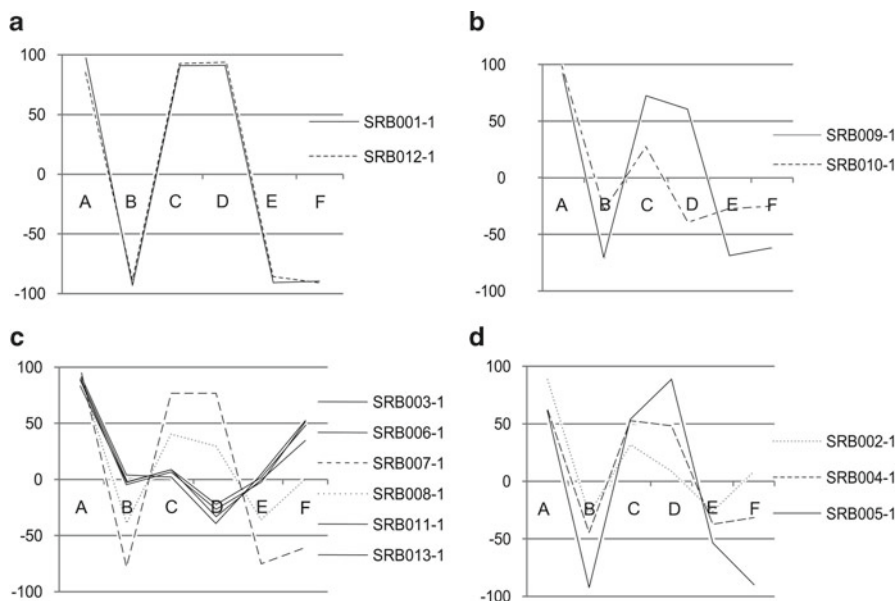 a
100
50
0
-50
-100
A B C D E F
SRB001-1
SRB012-1
b
100
50
0
-50
-100
A B C D E F
SRB009-1
SRB010-1
c
100
50
0
-50
-100
A B C D E F
SRB003-1
SRB006-1
SRB007-1
SRB008-1
SRB011-1
SRB013-1
d
100
50
0
-50
-100
A B C D E F
SRB002-1
SRB004-1
SRB005-1